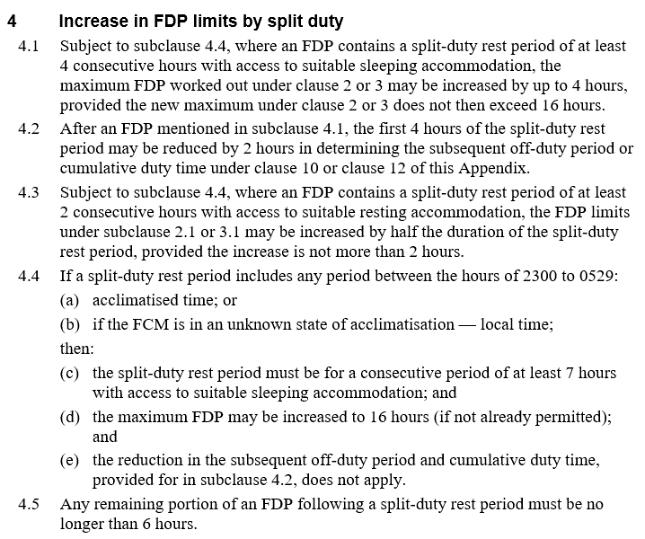 4 Increase in FDP limits by split duty
4.1 Subject to subclause 4.4, where an FDP contains a split-duty rest period of at least
4 consecutive hours with access to suitable sleeping accommodation, the
maximum FDP worked out under clause 2 or 3 may be increased by up to 4 hours,
provided the new maximum under clause 2 or 3 does not then exceed 16 hours.
4.2 After an FDP mentioned in subclause 4.1, the first 4 hours of the split-duty rest
period may be reduced by 2 hours in determining the subsequent off-duty period or
cumulative duty time under clause 10 or clause 12 of this Appendix.
4.3 Subject to subclause 4.4, where an FDP contains a split-duty rest period of at least
2 consecutive hours with access to suitable resting accommodation, the FDP limits
under subclause 2.1 or 3.1 may be increased by half the duration of the split-duty
rest period, provided the increase is not more than 2 hours.
4.4 If a split-duty rest period includes any period between the hours of 2300 to 0529:
(a) acclimatised time; or
(b) if the FCM is in an unknown state of acclimatisation — local time;
then:
(c) the split-duty rest period must be for a consecutive period of at least 7 hours
with access to suitable sleeping accommodation; and
(d) the maximum FDP may be increased to 16 hours (if not already permitted);
and
(e) the reduction in the subsequent off-duty period and cumulative duty time,
provided for in subclause 4.2, does not apply.
4.5 Any remaining portion of an FDP following a split-duty rest period must be no
longer than 6 hours.